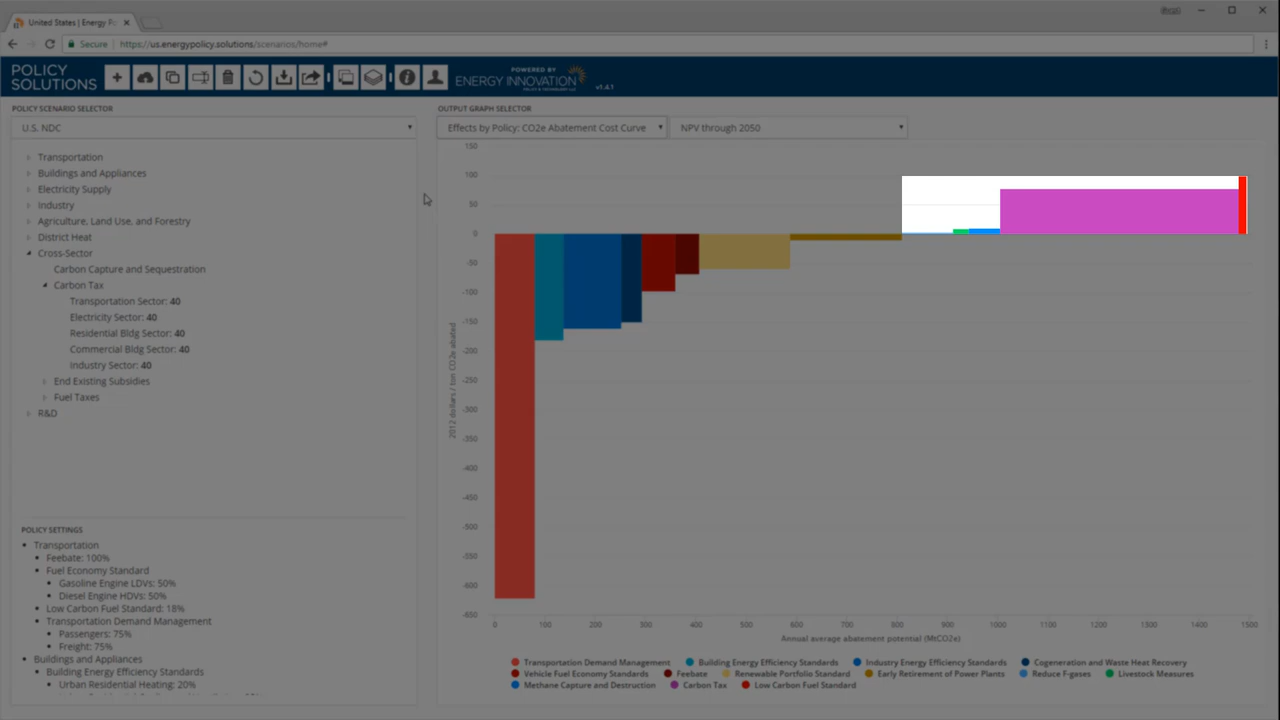 United States | Energy Po
Secure https://us.energypolicy.solutions/scenarios/home#
POLICY SOLUTIONS
POWERED BY
ENERGY INNOVATION
POLICY & TECHNOLOGY LLC
v1.4.1
POLICY SCENARIO SELECTOR
U.S. NDC
Transportation
Buildings and Appliances
Electricity Supply
Industry
Agriculture, Land Use, and Forestry
District Heat
Cross-Sector
Carbon Capture and Sequestration
Carbon Tax
Transportation Sector: 40
Electricity Sector: 40
Residential Bldg Sector: 40
Commercial Bldg Sector: 40
Industry Sector: 40
End Existing Subsidies
Fuel Taxes
R&D
POLICY SETTINGS
Transportation
Feebate: 100%
Fuel Economy Standard
Gasoline Engine LDVs: 50%
Diesel Engine HDVs: 50%
Low Carbon Fuel Standard: 18%
Transportation Demand Management
Passengers: 75%
Freight: 75%
Buildings and Appliances
Building Energy Efficiency Standards
Urban Residential Heating: 20%
OUTPUT GRAPH SELECTOR
Effects by Policy: CO2e Abatement Cost Curve
NPV through 2050
150
100
50
0
-50
-100
-150
-200
-250
-300
-350
-400
-450
-500
-550
-600
-650
2012 dollars / ton CO2e abated
0 100 200 300 400 500 600 700 800 900 1000 1100 1200 1300 1400 1500
Annual average abatement potential (MtCO2e)
Transportation Demand Management Building Energy Efficiency Standards Industry Energy Efficiency Standards Cogeneration and Waste Heat Recovery
Vehicle Fuel Economy Standards Feebate Renewable Portfolio Standard Early Retirement of Power Plants Reduce F-gases Livestock Measures
Methane Capture and Destruction Carbon Tax Low Carbon Fuel Standard